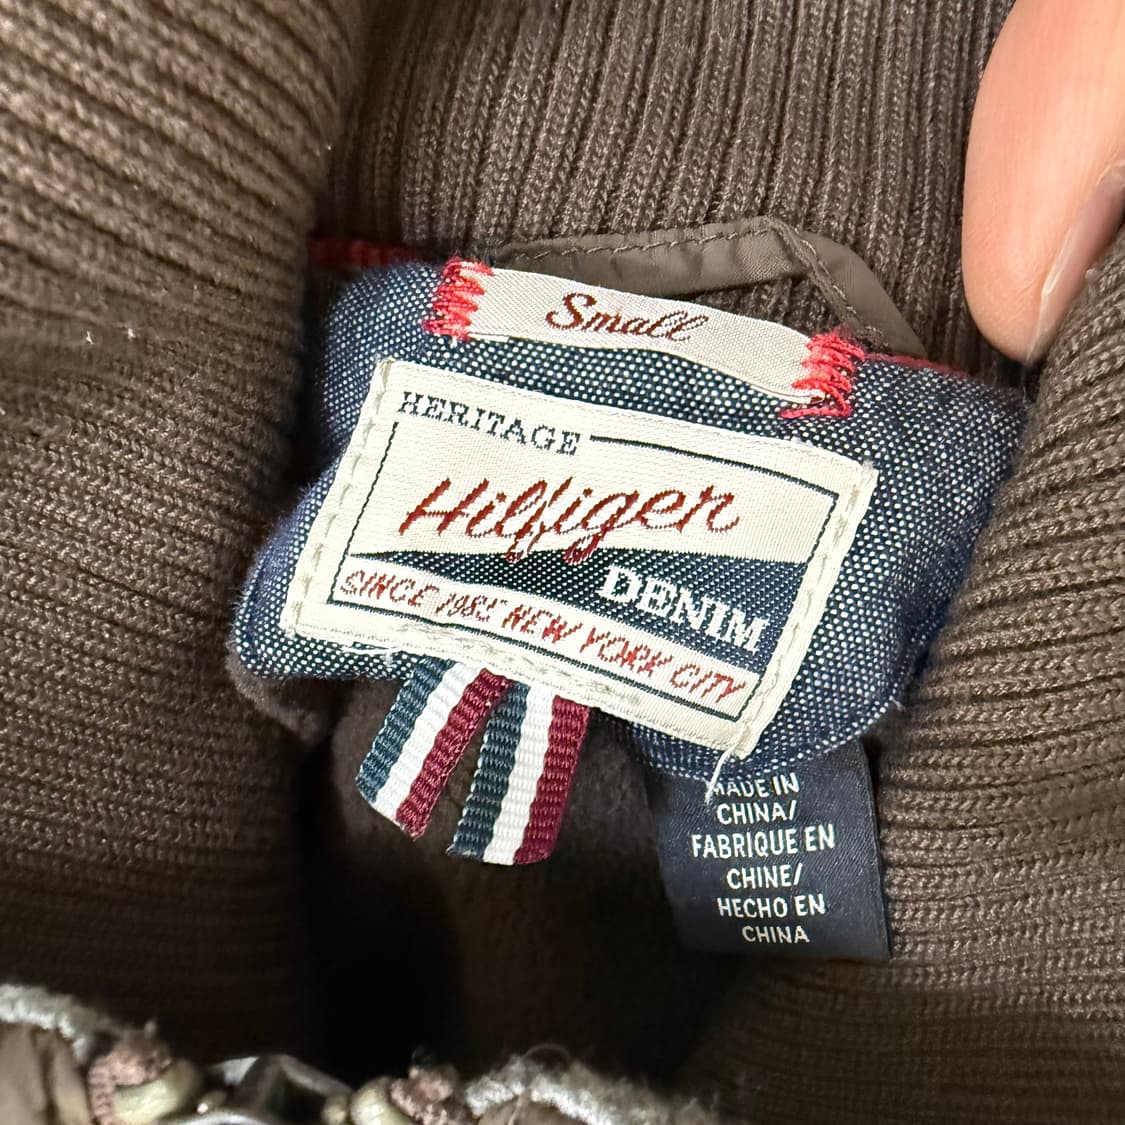 Small
HERITAGE
Hilfiger
DENIM
SINCE 1985 NEW YORK CITY
MADE IN
CHINA/
FABRIQUE EN
CHINE/
HECHO EN
CHINA